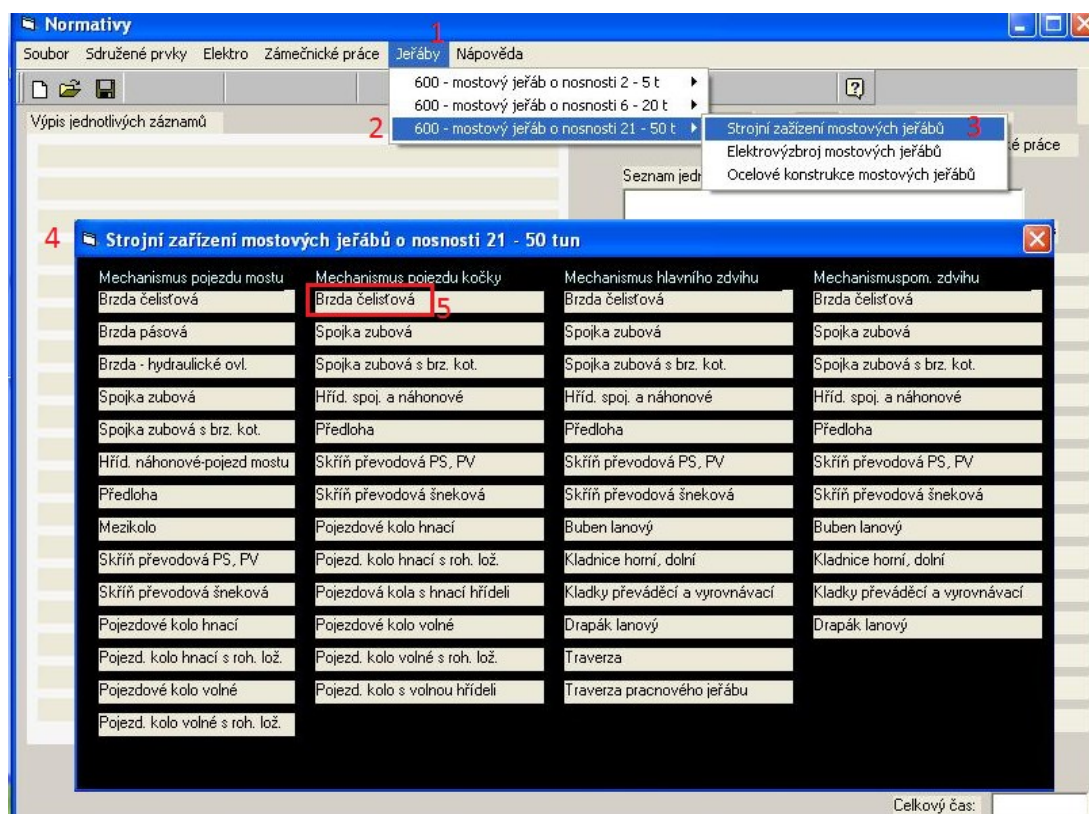 Normativy
1
Soubor Sdružené prvky Elektro Zámečnické práce Jeřáby Nápověda
600 - mostový jeřáb o nosnosti 2 - 5 t
600 - mostový jeřáb o nosnosti 6 - 20 t
2 600 - mostový jeřáb o nosnosti 21 - 50 t
Strojní zažízení mostových jeřábů 3
Elektrovýzbroj mostových jeřábů
Ocelové konstrukce mostových jeřábů
Výpis jednotlivých záznamů
práce
Seznam
4 Strojní zařízení mostových jeřábů o nosnosti 21 - 50 tun
Mechanismus pojezdu mostu Mechanismus pojezdu kočky Mechanismus hlavního zdvihu Mechanismuspom. zdvihu
Brzda čelisťová Brzda čelisťová 5 Brzda čelisťová Brzda čelisťová
Brzda pásová Spojka zubová Spojka zubová Spojka zubová
Brzda - hydraulické ovl. Spojka zubová s brz. kot. Spojka zubová s brz. kot. Spojka zubová s brz. kot.
Spojka zubová Hříd. spoj. a náhonové Hříd. spoj. a náhonové Hříd. spoj. a náhonové
Spojka zubová s brz. kot. Předloha Předloha Předloha
Hříd. náhonové-pojezd mostu Skříň převodová PS, PV Skříň převodová PS, PV Skříň převodová PS, PV
Předloha Skříň převodová šneková Skříň převodová šneková Skříň převodová šneková
Mezikolo Pojezdové kolo hnací Buben lanový Buben lanový
Skříň převodová PS, PV Pojezd. kolo hnací s roh. lož. Kladnice horní, dolní Kladnice horní, dolní
Skříň převodová šneková Pojezdová kola s hnací hřídeli Kladky převáděcí a vyrovnávací Kladky převáděcí a vyrovnávací
Pojezdové kolo hnací Pojezdové kolo volné Drapák lanový Drapák lanový
Pojezd. kolo hnací s roh. lož. Pojezd. kolo volné s roh. lož. Traverza
Pojezdové kolo volné Pojezd. kolo s volnou hřídeli Traverza pracnového jeřábu
Pojezd. kolo volné s roh. lož.
Celkový čas: